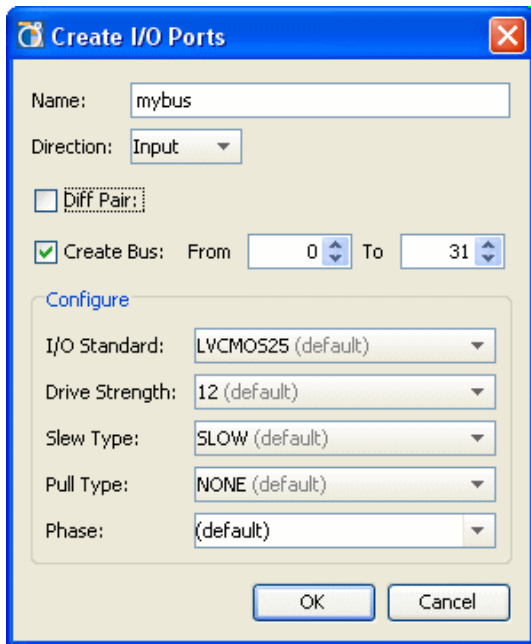 Create I/O Ports
Name: mybus
Direction: Input
Diff Pair:
Create Bus: From 0 To 31
Configure
I/O Standard: LVCMOS25 (default)
Drive Strength: 12 (default)
Slew Type: SLOW (default)
Pull Type: NONE (default)
Phase: (default)
OK Cancel